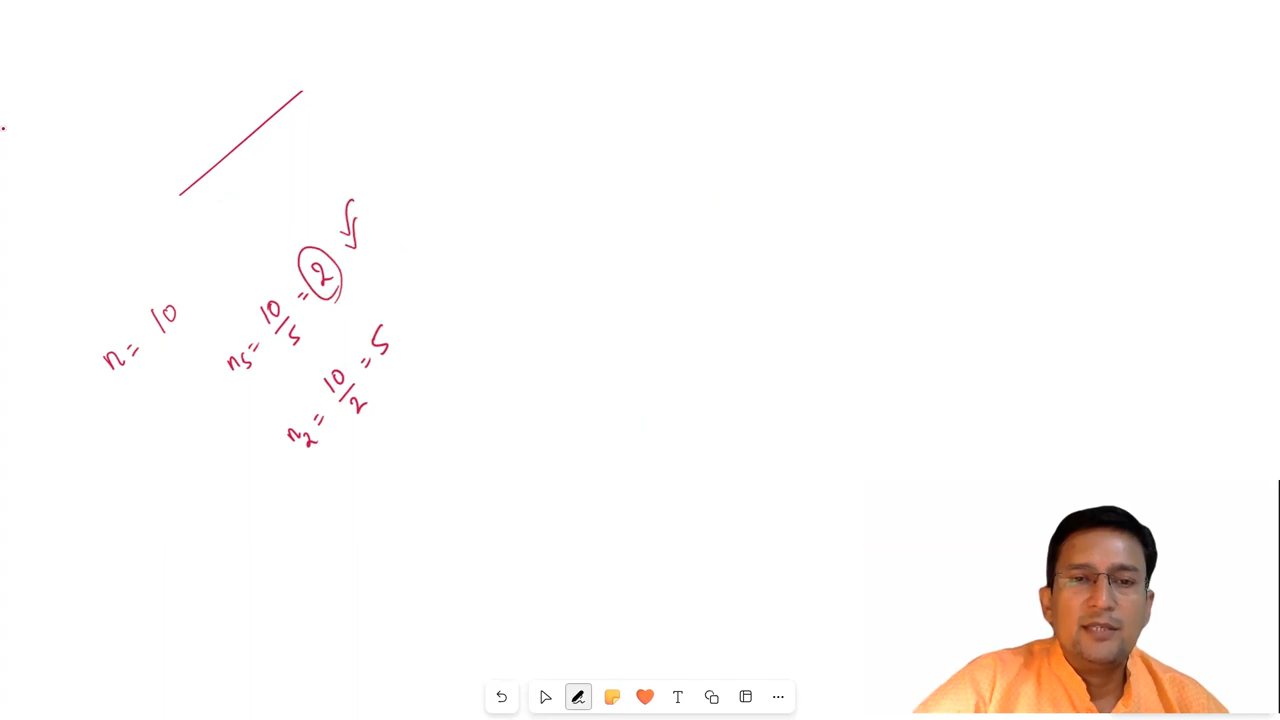 n = 10
n5 = 10/5 = 2
n2 = 10/2 = 5
T